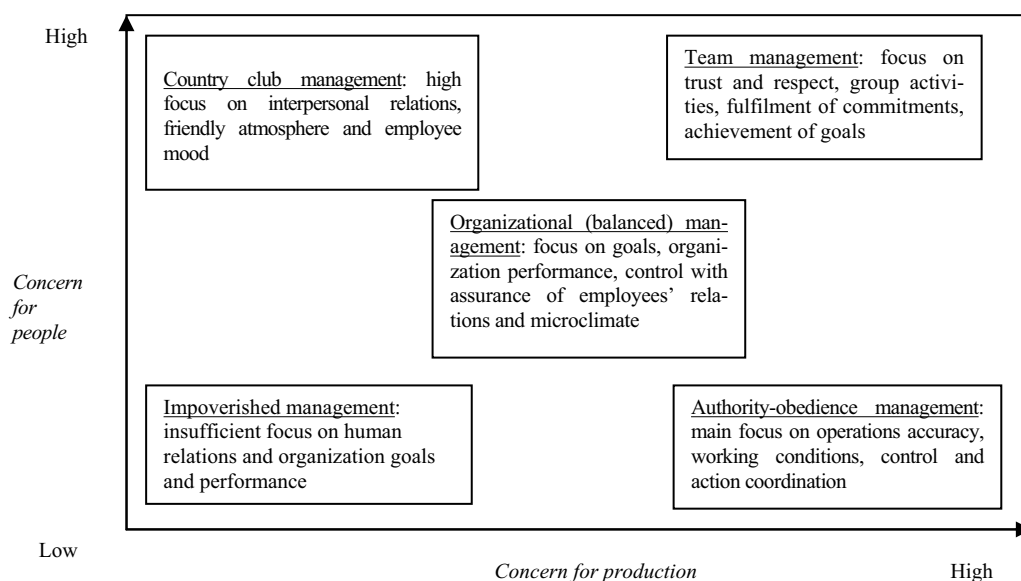 High
Country club management: high
focus on interpersonal relations,
friendly atmosphere and employee
mood
Team management: focus on
trust and respect, group activi-
ties, fulfilment of commitments,
achievement of goals
Organizational (balanced) man-
agement: focus on goals, organi-
zation performance, control with
assurance of employees’ rela-
tions and microclimate
Concern
for
people
Impoverished management:
insufficient focus on human
relations and organization goals
and performance
Authority-obedience management:
main focus on operations accuracy,
working conditions, control and
action coordination
Low
Concern for production
High